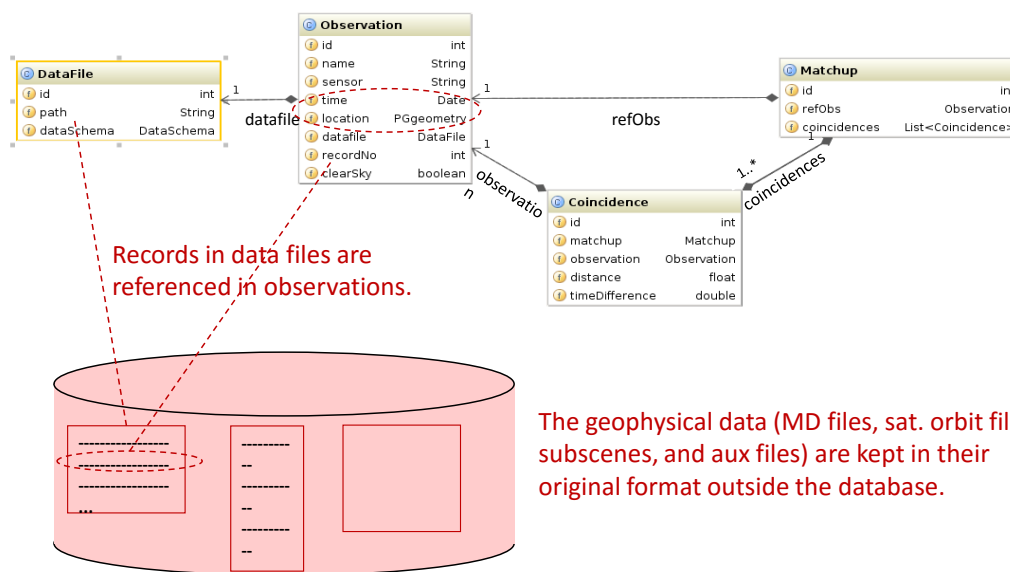 Observation
id int
name String
sensor String
time Date
location PGgeometry
datafile DataFile
recordNo int
clearSky boolean
DataFile
id int
path String
dataSchema DataSchema
1
datafile
1
refObs
Matchup
id in
refObs Observation
coincidences List<Coincidence>
1
1
observatio
n
1..*
coincidences
Coincidence
id int
matchup Matchup
observation Observation
distance float
timeDifference double
Records in data files are
referenced in observations.
-----------------
-----------------
-----------------
...
---------
--
---------
--
---------
--
The geophysical data (MD files, sat. orbit fil
subscenes, and aux files) are kept in their
original format outside the database.